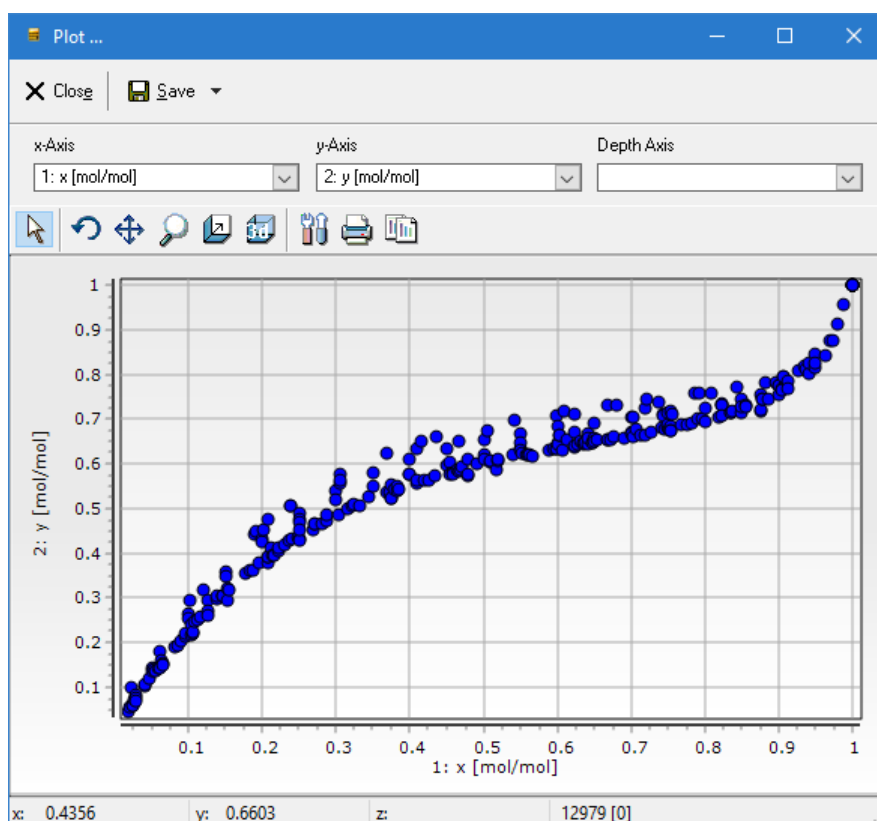 Plot ...
Close Save
x-Axis y-Axis Depth Axis
1: x [mol/mol] 2: y [mol/mol]
3d
1
0.9
0.8
0.7
0.6
0.5
0.4
0.3
0.2
0.1
2: y [mol/mol]
0.1 0.2 0.3 0.4 0.5 0.6 0.7 0.8 0.9 1
1: x [mol/mol]
x: 0.4356 y: 0.6603 z: 12979 [0]